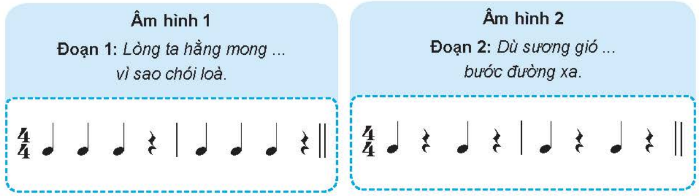 Âm hình 1
Đoạn 1: Lòng ta hằng mong ...
vì sao chói loà.
4
4
Âm hình 2
Đoạn 2: Dù sương gió ...
bước đường xa.
4
4